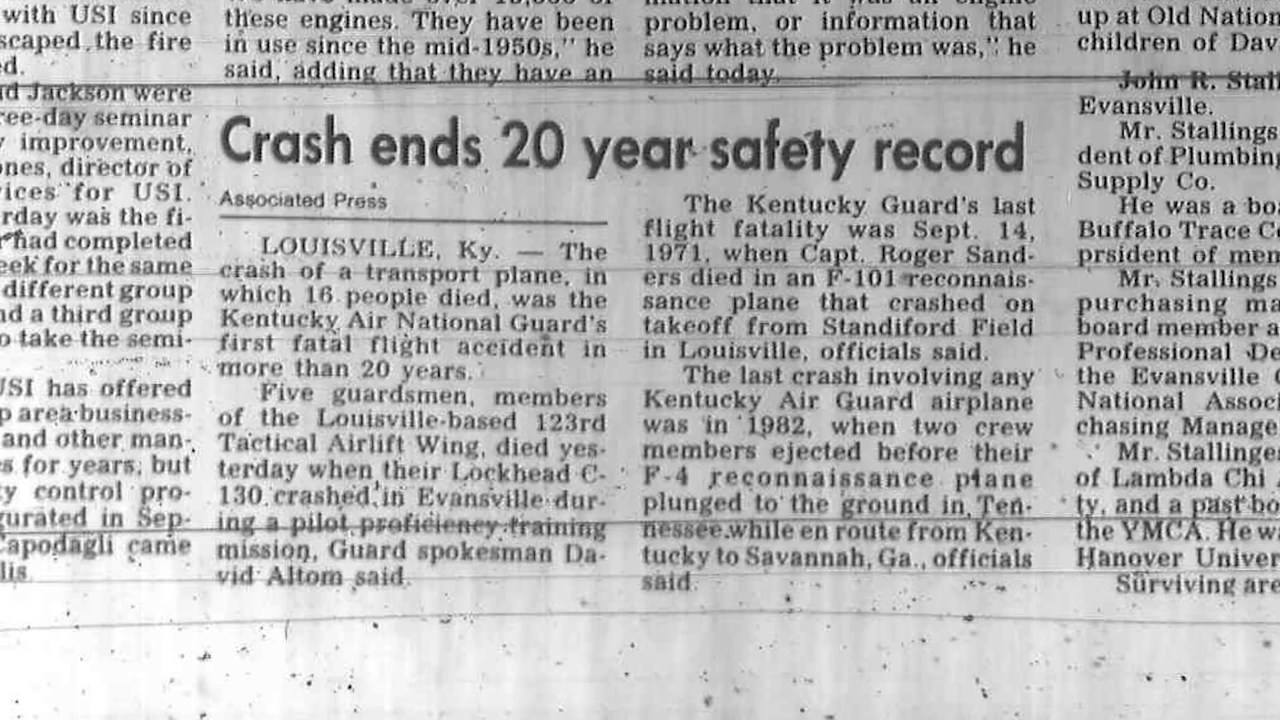 with USI since
scaped the fire
ed.
nd Jackson were
ree-day seminar
y improvement,
ones, director of
vices for USI.
rday was the fi-
had completed
eek for the same
different group
nd a third group
o take the semi-
USI has offered
p area business-
and other man-
s for years, but
ty control pro-
gurated in Sep-
Capodagli came
lis.
these engines. They have been
in use since the mid-1950s," he
said, adding that they have an
problem, or information that
says what the problem was," he
said today.
Crash ends 20 year safety record
Associated Press
LOUISVILLE, Ky. — The
crash of a transport plane, in
which 16 people died, was the
Kentucky Air National Guard's
first fatal flight accident in
more than 20 years.
Five guardsmen, members
of the Louisville-based 123rd
Tactical Airlift Wing, died yes-
terday when their Lockhead C-
130 crashed in Evansville dur-
ing a pilot proficiency training
mission, Guard spokesman Da-
vid Altom said.
The Kentucky Guard's last
flight fatality was Sept. 14,
1971, when Capt. Roger Sand-
ers died in an F-101 reconnais-
sance plane that crashed on
takeoff from Standiford Field
in Louisville, officials said.
The last crash involving any
Kentucky Air Guard airplane
was in 1982, when two crew
members ejected before their
F-4 reconnaissance plane
plunged to the ground in Ten-
nessee while en route from Ken-
tucky to Savannah, Ga., officials
said.
up at Old Nation
children of Dav
John R. Stall
Evansville.
Mr. Stallings
dent of Plumbing
Supply Co.
He was a boa
Buffalo Trace Co
prsident of mem
Mr. Stallings
purchasing ma
board member a
Professional De
the Evansville C
National Associ
chasing Manage
Mr. Stallinges
of Lambda Chi A
ty, and a past bo
the YMCA. He wa
Hanover Univer
Surviving are